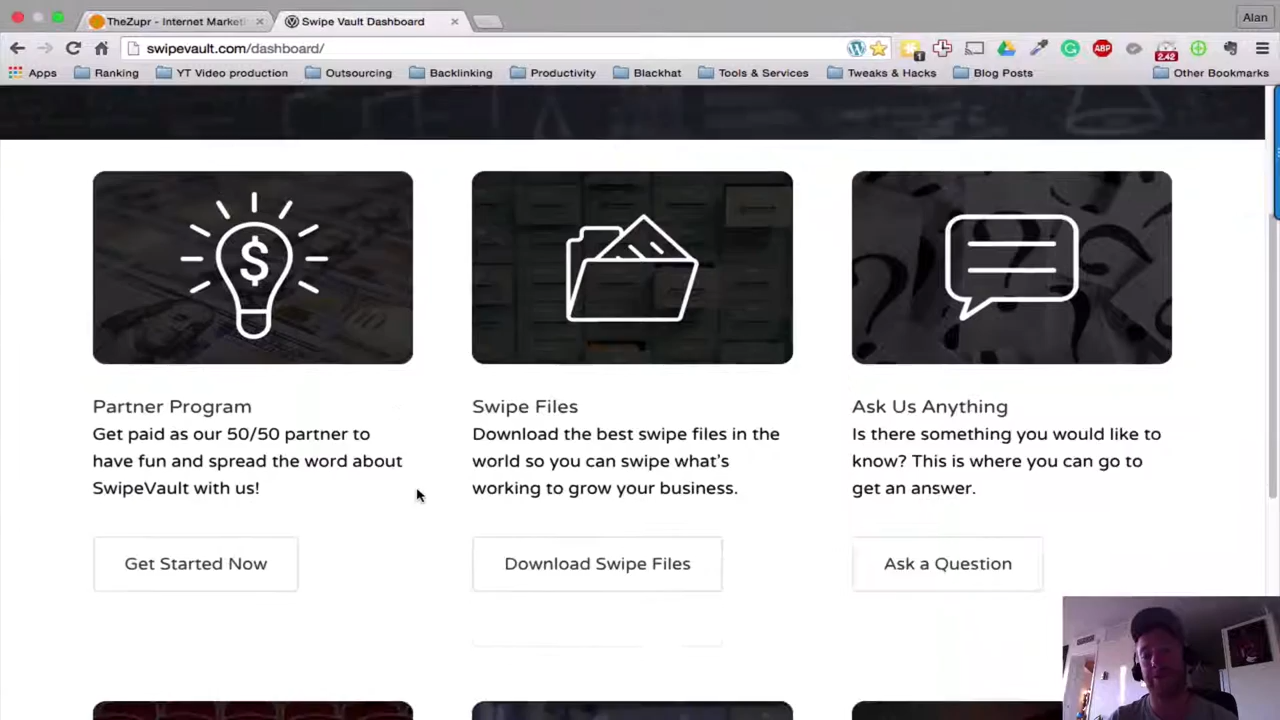 TheZupr - Internet Marketi
Swipe Vault Dashboard
Alan
swipevault.com/dashboard/
1
ABP
2.42
Apps
Ranking
YT Video production
Outsourcing
Backlinking
Productivity
Blackhat
Tools & Services
Tweaks & Hacks
Blog Posts
Other Bookmarks
$
Partner Program
Get paid as our 50/50 partner to
have fun and spread the word about
SwipeVault with us!
Get Started Now
Swipe Files
Download the best swipe files in the
world so you can swipe what's
working to grow your business.
Download Swipe Files
Ask Us Anything
Is there something you would like to
know? This is where you can go to
get an answer.
Ask a Question